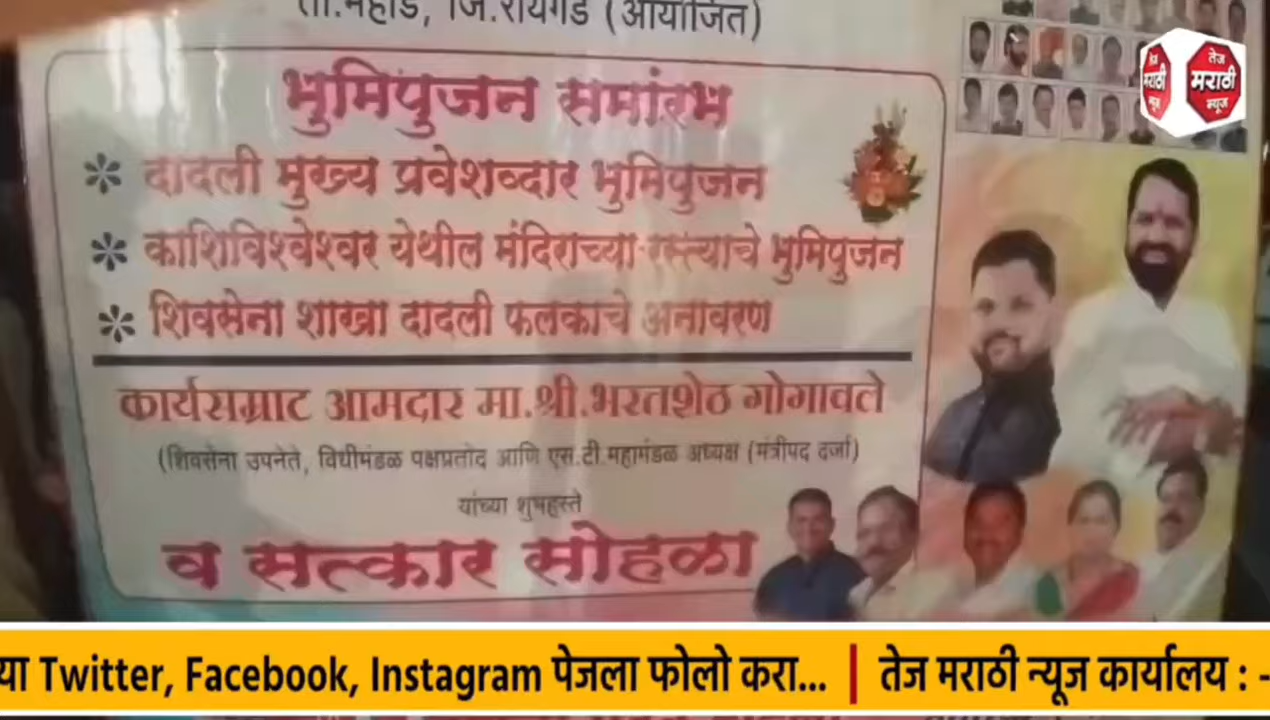 ता.महाड, जि.रायगड (आयोजित)
भुमिपुजन समांरभ
* दादली मुख्य प्रवेशव्दार भुमिपुजन
* काशिविश्वेश्वर येथील मंदिराच्या रस्त्याचे भुमिपुजन
* शिवसेना शाखा दादली फलकाचे अनावरण
कार्यसम्राट आमदार मा.श्री.भरतशेठ गोगावले
(शिवसेना उपनेते, विधीमंडळ पक्षप्रतोद आणि एस.टी.महामंडळ अध्यक्ष (मंत्रीपद दर्जा)
यांच्या शुभहस्ते
व सत्कार सोहळा
तेज
मराठी
न्यूज
या Twitter, Facebook, Instagram पेजला फोलो करा... | तेज मराठी न्यूज कार्यालय : -